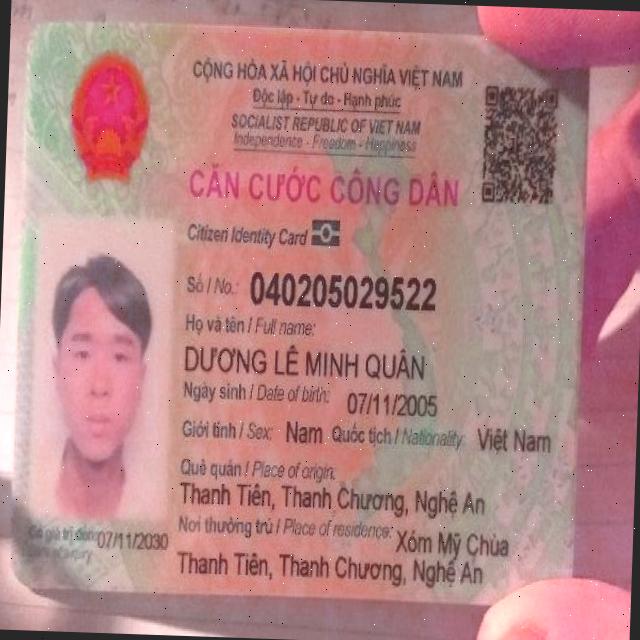 CỘNG HÒA XÃ HỘI CHỦ NGHĨA VIỆT NAM
Độc lập - Tự do - Hạnh phúc
SOCIALIST REPUBLIC OF VIET NAM
Independence - Freedom - Happiness
CĂN CƯỚC CÔNG DÂN
Citizen Identity Card
Số / No.: 040205029522
Họ và tên / Full name:
DƯƠNG LÊ MINH QUÂN
Ngày sinh / Date of birth: 07/11/2005
Giới tính / Sex: Nam Quốc tịch / Nationality: Việt Nam
Quê quán / Place of origin:
Thanh Tiên, Thanh Chương, Nghệ An
Nơi thường trú / Place of residence: Xóm Mỹ Chùa
Thanh Tiên, Thanh Chương, Nghệ An
Có giá trị đến: 07/11/2030